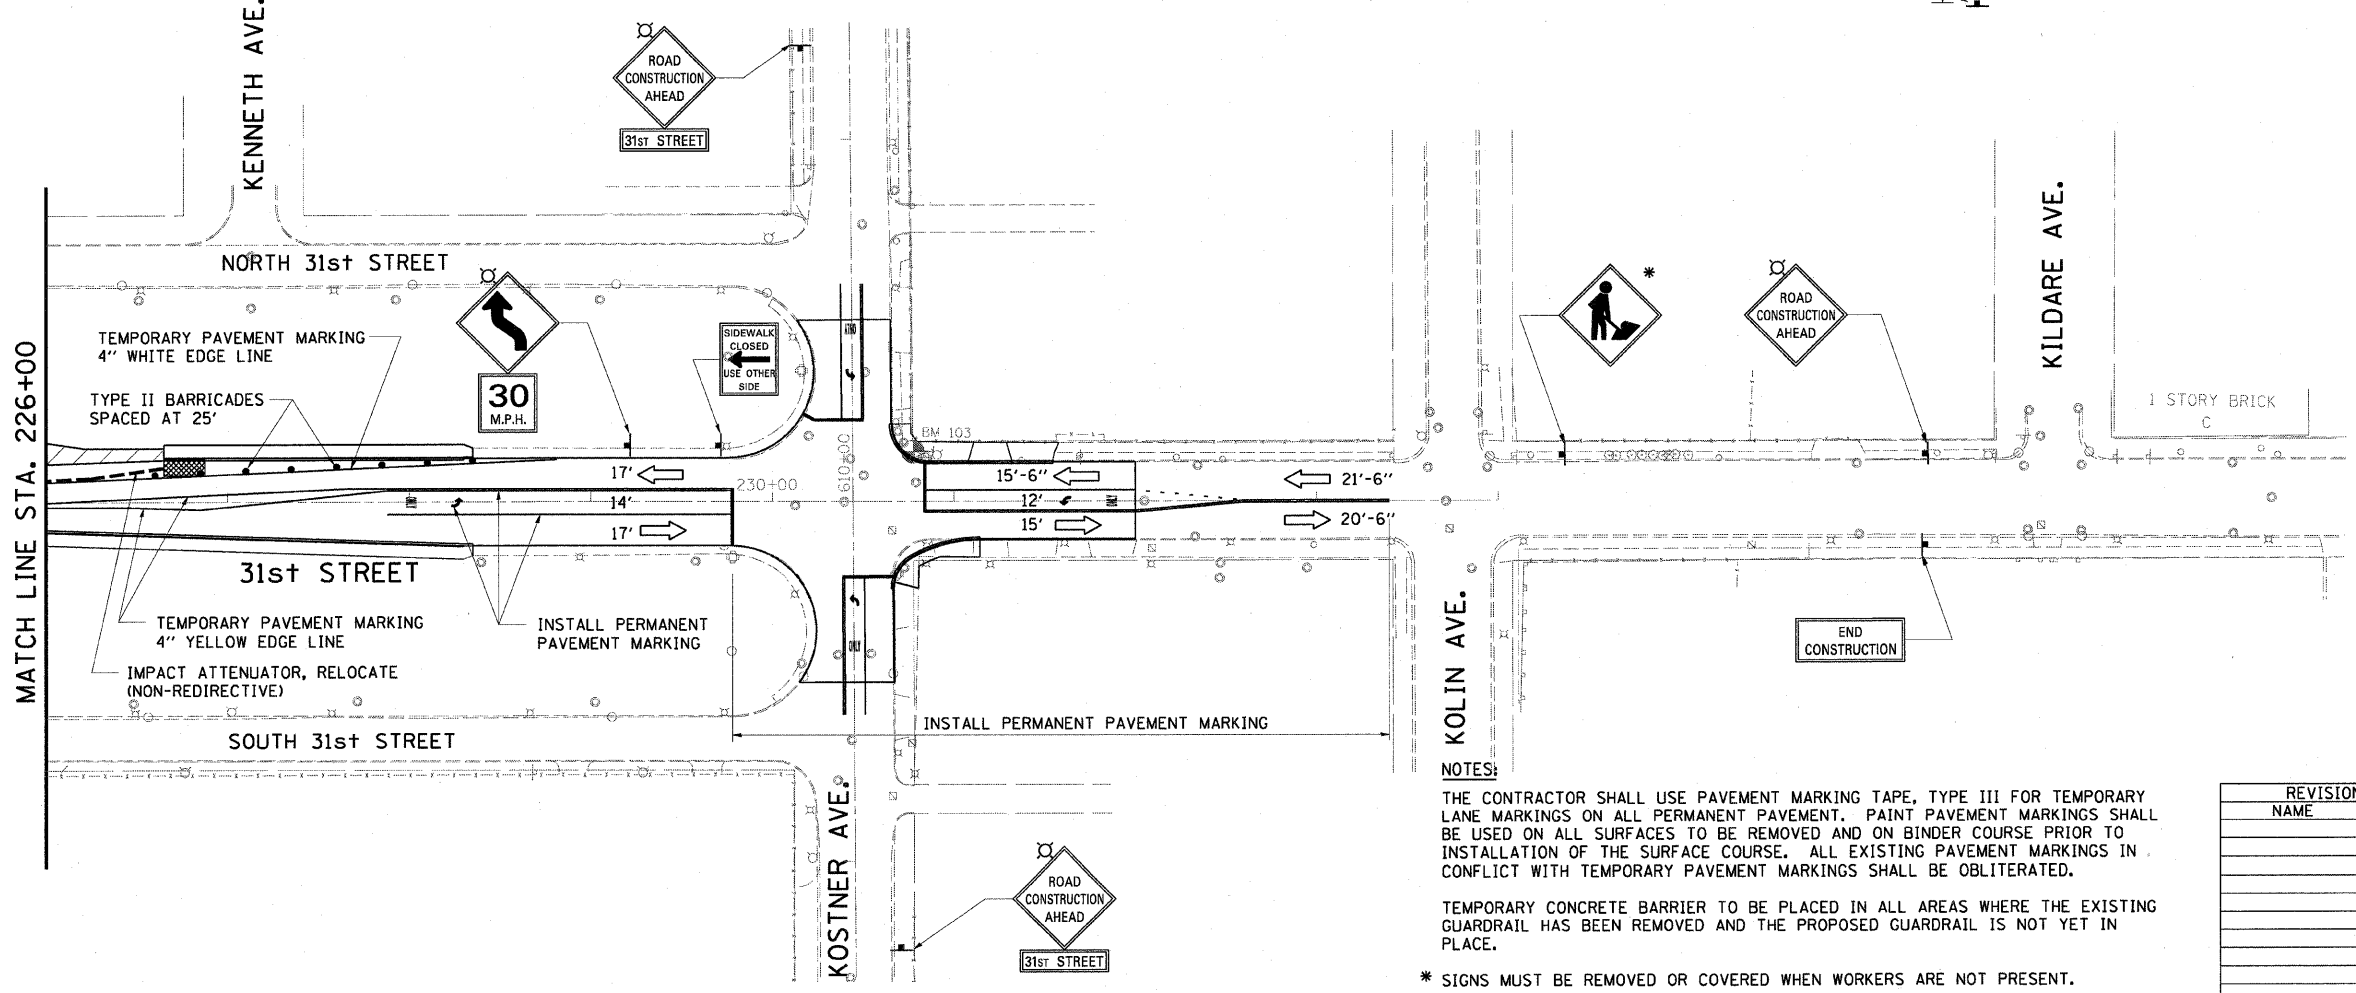 KENNETH AVE.
ROAD
CONSTRUCTION
AHEAD
31ST STREET
NORTH 31st STREET
TEMPORARY PAVEMENT MARKING
4" WHITE EDGE LINE
TYPE II BARRICADES
SPACED AT 25'
30
M.P.H.
SIDEWALK
CLOSED
USE OTHER
SIDE
ONLY
*
ROAD
CONSTRUCTION
AHEAD
KILDARE AVE.
1 STORY BRICK
C
MATCH LINE STA. 226+00
BM 103
17'
230+00
610+00
15'-6"
21'-6"
ONLY
14'
12'
ONLY
17'
15'
20'-6"
31st STREET
TEMPORARY PAVEMENT MARKING
4" YELLOW EDGE LINE
INSTALL PERMANENT
PAVEMENT MARKING
IMPACT ATTENUATOR, RELOCATE
(NON-REDIRECTIVE)
ONLY
END
CONSTRUCTION
KOLIN AVE.
SOUTH 31st STREET
INSTALL PERMANENT PAVEMENT MARKING
KOSTNER AVE.
ROAD
CONSTRUCTION
AHEAD
31ST STREET
NOTES:
THE CONTRACTOR SHALL USE PAVEMENT MARKING TAPE, TYPE III FOR TEMPORARY
LANE MARKINGS ON ALL PERMANENT PAVEMENT. PAINT PAVEMENT MARKINGS SHALL
BE USED ON ALL SURFACES TO BE REMOVED AND ON BINDER COURSE PRIOR TO
INSTALLATION OF THE SURFACE COURSE. ALL EXISTING PAVEMENT MARKINGS IN
CONFLICT WITH TEMPORARY PAVEMENT MARKINGS SHALL BE OBLITERATED.
TEMPORARY CONCRETE BARRIER TO BE PLACED IN ALL AREAS WHERE THE EXISTING
GUARDRAIL HAS BEEN REMOVED AND THE PROPOSED GUARDRAIL IS NOT YET IN
PLACE.
* SIGNS MUST BE REMOVED OR COVERED WHEN WORKERS ARE NOT PRESENT.
REVISION
NAME